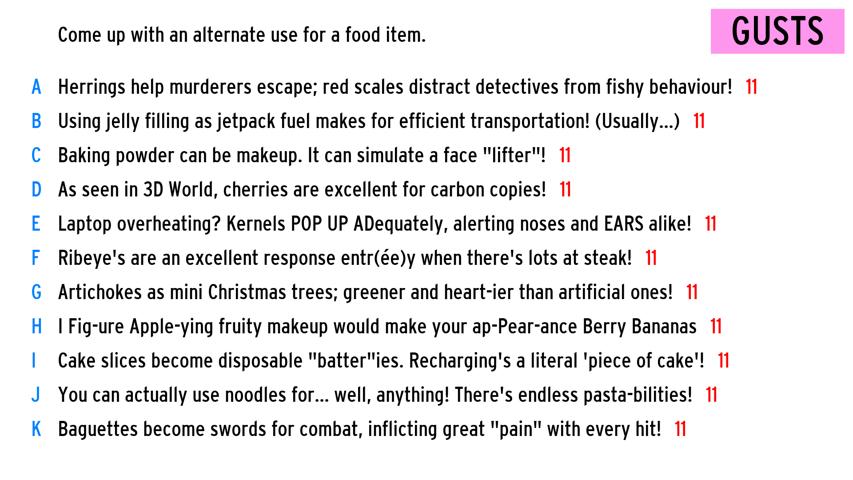 Come up with an alternate use for a food item.
GUSTS
A Herrings help murderers escape; red scales distract detectives from fishy behaviour! 11
B Using jelly filling as jetpack fuel makes for efficient transportation! (Usually...) 11
C Baking powder can be makeup. It can simulate a face "lifter"! 11
D As seen in 3D World, cherries are excellent for carbon copies! 11
E Laptop overheating? Kernels POP UP ADequately, alerting noses and EARS alike! 11
F Ribeye's are an excellent response entr(ée)y when there's lots at steak! 11
G Artichokes as mini Christmas trees; greener and heart-ier than artificial ones! 11
H I Fig-ure Apple-ying fruity makeup would make your ap-Pear-ance Berry Bananas 11
I Cake slices become disposable "batter"ies. Recharging's a literal 'piece of cake'! 11
J You can actually use noodles for... well, anything! There's endless pasta-bilities! 11
K Baguettes become swords for combat, inflicting great "pain" with every hit! 11